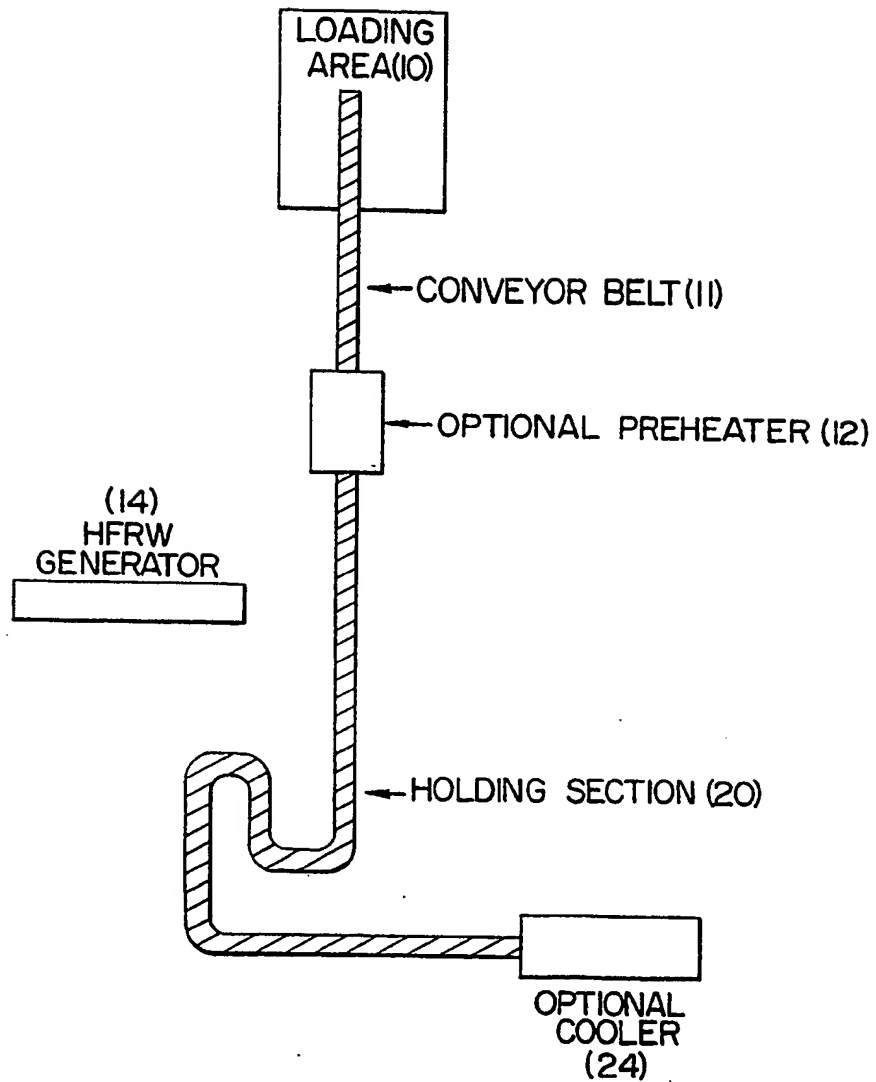 LOADING
AREA(10)
CONVEYOR BELT(11)
OPTIONAL PREHEATER (12)
(14)
HFRW
GENERATOR
HOLDING SECTION (20)
OPTIONAL
COOLER
(24)